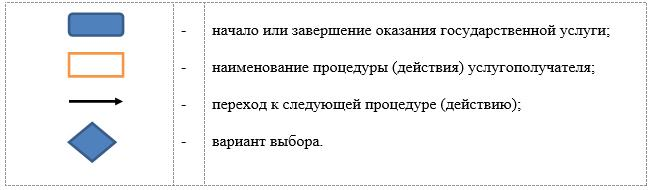 - начало или завершение оказания государственной услуги;
- наименование процедуры (действия) услугополучателя;
- переход к следующей процедуре (действию);
- вариант выбора.